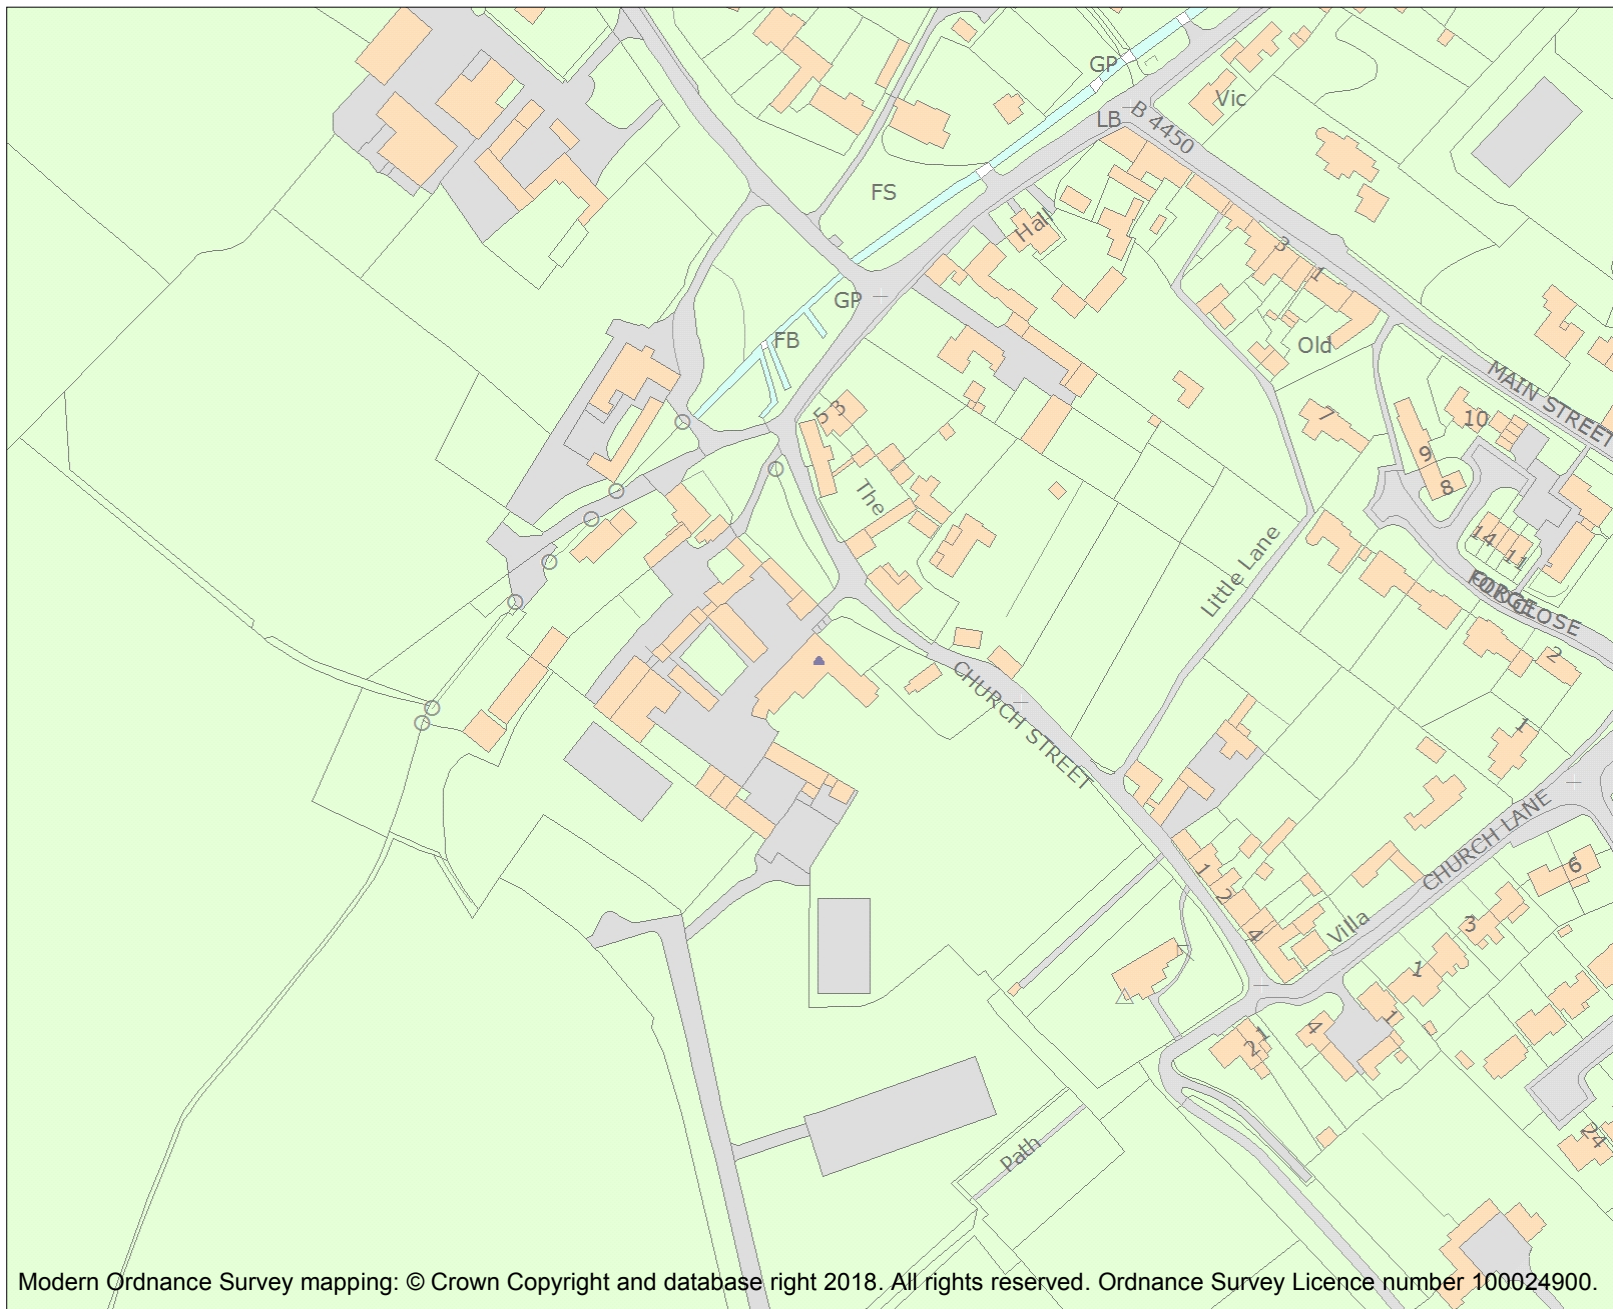 GP
Vic
LB
B 4450
FS
Hall
3
1
GP
FB
Old
MAIN STREET
5 3
7
10
9
8
The
14
11
Little Lane
CLOSE
2
CHURCH STREET
1
CHURCH LANE
6
1
2
4
Villa
3
1
1
4
1
2
24
Path
Modern Ordnance Survey mapping: © Crown Copyright and database right 2018. All rights reserved. Ordnance Survey Licence number 100024900.